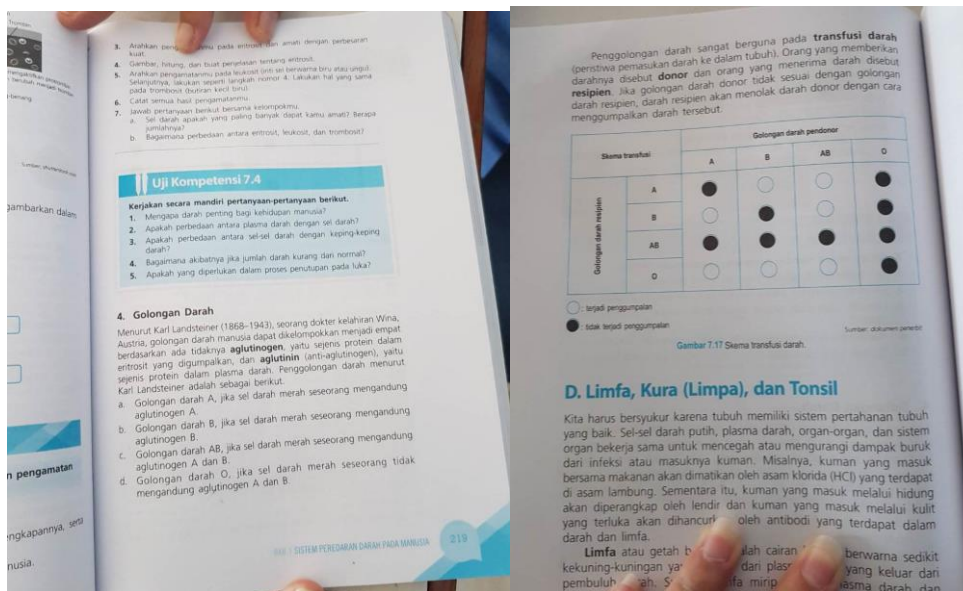 3. Arahkan pada eritrosit dan amati dengan perbesaran
kuat.
4. Gambar, hitung, dan buat penjelasan tentang eritrosit.
5. Arahkan pengamatanmu pada leukosit (inti sel berwarna biru atau ungu).
Selanjutnya, lakukan seperti langkah nomor 4. Lakukan hal yang sama
pada trombosit (butiran kecil biru).
6. Catat semua hasil pengamatanmu.
7. Jawab pertanyaan berikut bersama kelompokmu.
a. Sel darah apakah yang paling banyak dapat kamu amati? Berapa
jumlahnya?
b. Bagaimana perbedaan antara eritrosit, leukosit, dan trombosit?
gambarkan dalam
n pengamatan
engkapannya, serta
nusia.
Uji Kompetensi 7.4
Kerjakan secara mandiri pertanyaan-pertanyaan berikut.
1. Mengapa darah penting bagi kehidupan manusia?
2. Apakah perbedaan antara plasma darah dengan sel darah?
3. Apakah perbedaan antara sel-sel darah dengan keping-keping
darah?
4. Bagaimana akibatnya jika jumlah darah kurang dari normal?
5. Apakah yang diperlukan dalam proses penutupan pada luka?
4. Golongan Darah
Menurut Karl Landsteiner (1868–1943), seorang dokter kelahiran Wina,
Austria, golongan darah manusia dapat dikelompokkan menjadi empat
berdasarkan ada tidaknya aglutinogen, yaitu sejenis protein dalam
eritrosit yang digumpalkan, dan aglutinin (anti-aglutinogen), yaitu
sejenis protein dalam plasma darah. Penggolongan darah menurut
Karl Landsteiner adalah sebagai berikut.
a. Golongan darah A, jika sel darah merah seseorang mengandung
aglutinogen A.
b. Golongan darah B, jika sel darah merah seseorang mengandung
aglutinogen B.
c. Golongan darah AB, jika sel darah merah seseorang mengandung
aglutinogen A dan B.
d. Golongan darah O, jika sel darah merah seseorang tidak
mengandung aglutinogen A dan B.
SISTEM PEREDARAN DARAH PADA MANUSIA 219
Penggolongan darah sangat berguna pada transfusi darah
(peristiwa pemasukan darah ke dalam tubuh). Orang yang memberikan
darahnya disebut donor dan orang yang menerima darah disebut
resipien. Jika golongan darah donor tidak sesuai dengan golongan
darah resipien, darah resipien akan menolak darah donor dengan cara
menggumpalkan darah tersebut.
Skema transfusi
Golongan darah pendonor
A B AB O
Golongan darah resipien
A
B
AB
O
: terjadi penggumpalan
: tidak terjadi penggumpalan
Sumber: dokumen penerbit
Gambar 7.17 Skema transfusi darah.
D. Limfa, Kura (Limpa), dan Tonsil
Kita harus bersyukur karena tubuh memiliki sistem pertahanan tubuh
yang baik. Sel-sel darah putih, plasma darah, organ-organ, dan sistem
organ bekerja sama untuk mencegah atau mengurangi dampak buruk
dari infeksi atau masuknya kuman. Misalnya, kuman yang masuk
bersama makanan akan dimatikan oleh asam klorida (HCl) yang terdapat
di asam lambung. Sementara itu, kuman yang masuk melalui hidung
akan diperangkap oleh lendir dan kuman yang masuk melalui kulit
yang terluka akan dihancurkan oleh antibodi yang terdapat dalam
darah dan limfa.
Limfa atau getah cairan berwarna sedikit
kekuning-kuningan dari yang keluar dari
pembuluh mirip plasma darah dan